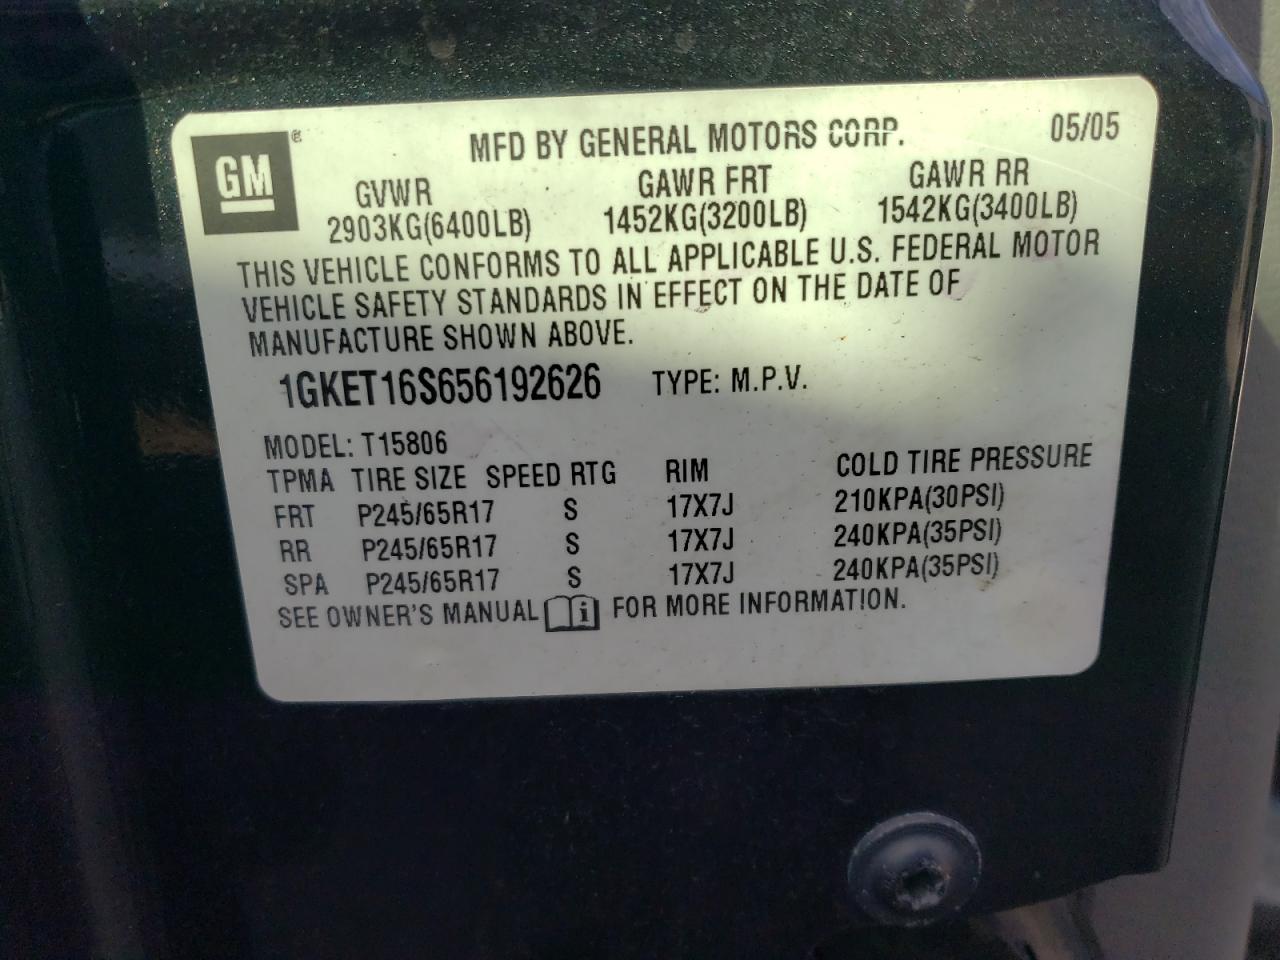 GM ®
MFD BY GENERAL MOTORS CORP. 05/05
GVWR GAWR FRT GAWR RR
2903KG(6400LB) 1452KG(3200LB) 1542KG(3400LB)
THIS VEHICLE CONFORMS TO ALL APPLICABLE U.S. FEDERAL MOTOR
VEHICLE SAFETY STANDARDS IN EFFECT ON THE DATE OF
MANUFACTURE SHOWN ABOVE.
1GKET16S656192626 TYPE: M.P.V.
MODEL: T15806
TPMA TIRE SIZE SPEED RTG RIM COLD TIRE PRESSURE
FRT P245/65R17 S 17X7J 210KPA(30PSI)
RR P245/65R17 S 17X7J 240KPA(35PSI)
SPA P245/65R17 S 17X7J 240KPA(35PSI)
SEE OWNER'S MANUAL i FOR MORE INFORMATION.